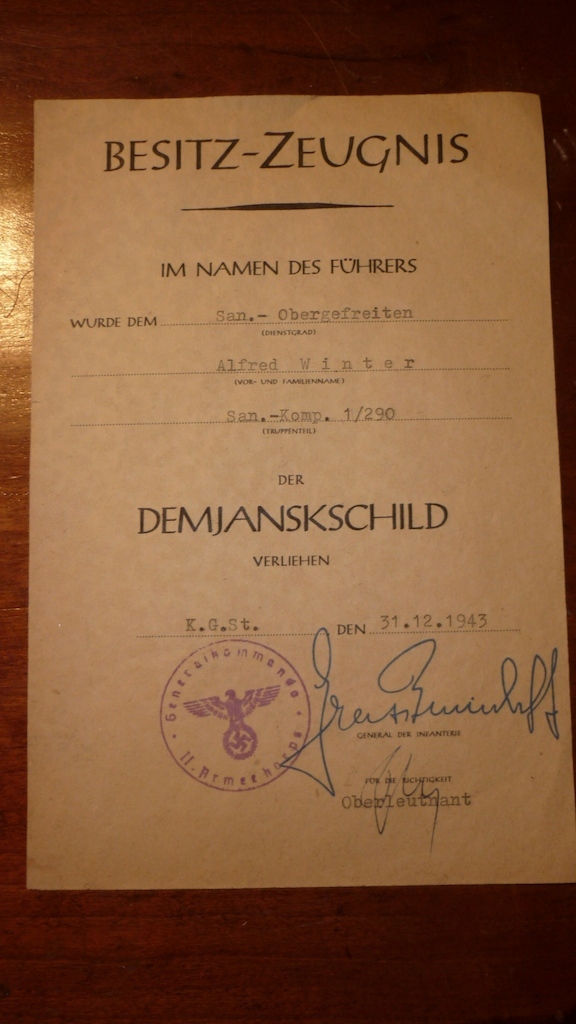 BESITZ-ZEUGNIS
IM NAMEN DES FÜHRERS
WURDE DEM San.- Obergefreiten
(DIENSTGRAD)
Alfred Winter
(VOR- UND FAMILIENNAME)
San.-Komp. 1/290
(TRUPPENTEIL)
DER
DEMJANSKSCHILD
VERLIEHEN
K.G.St. DEN 31.12.1943
Generalkommando
II. Armeekorps
GENERAL DER INFANTERIE
FÜR DIE RICHTIGKEIT
Oberleutnant